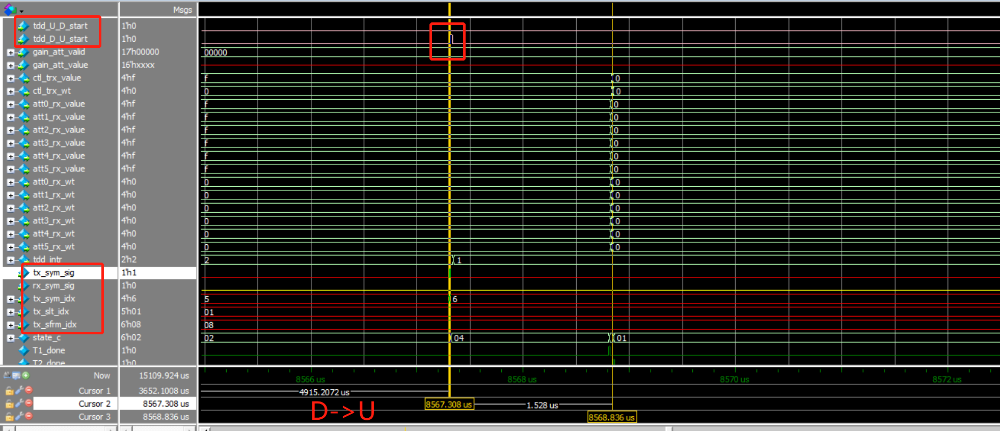 Msgs
tdd_U_D_start 1'h0
tdd_D_U_start 1'h0
gain_att_valid 17'h00000 00000
gain_att_value 16'hxxxx
ctl_trx_value 4'hf f 0
ctl_trx_wt 4'h0 0 0
att0_rx_value 4'hf f 0
att1_rx_value 4'hf f 0
att2_rx_value 4'hf f 0
att3_rx_value 4'hf f 0
att4_rx_value 4'hf f 0
att5_rx_value 4'hf f 0
att0_rx_wt 4'h0 0 0
att1_rx_wt 4'h0 0 0
att2_rx_wt 4'h0 0 0
att3_rx_wt 4'h0 0 0
att4_rx_wt 4'h0 0 0
att5_rx_wt 4'h0 0 0
tdd_intr 2'h2 2 1
tx_sym_sig 1'h1
rx_sym_sig 1'h0
tx_sym_idx 4'h6 5 6
tx_slt_idx 5'h01 01
tx_sfrm_idx 6'h08 08
state_c 6'h02 02 04 01
T1_done 1'h0
T2_done 1'h0
Now 15109.924 us 8566 us 8568 us 8570 us 8572 us
Cursor 1 3652.1008 us 4915.2072 us
Cursor 2 8567.308 us 8567.308 us 1.528 us
Cursor 3 8568.836 us 8568.836 us
D->U